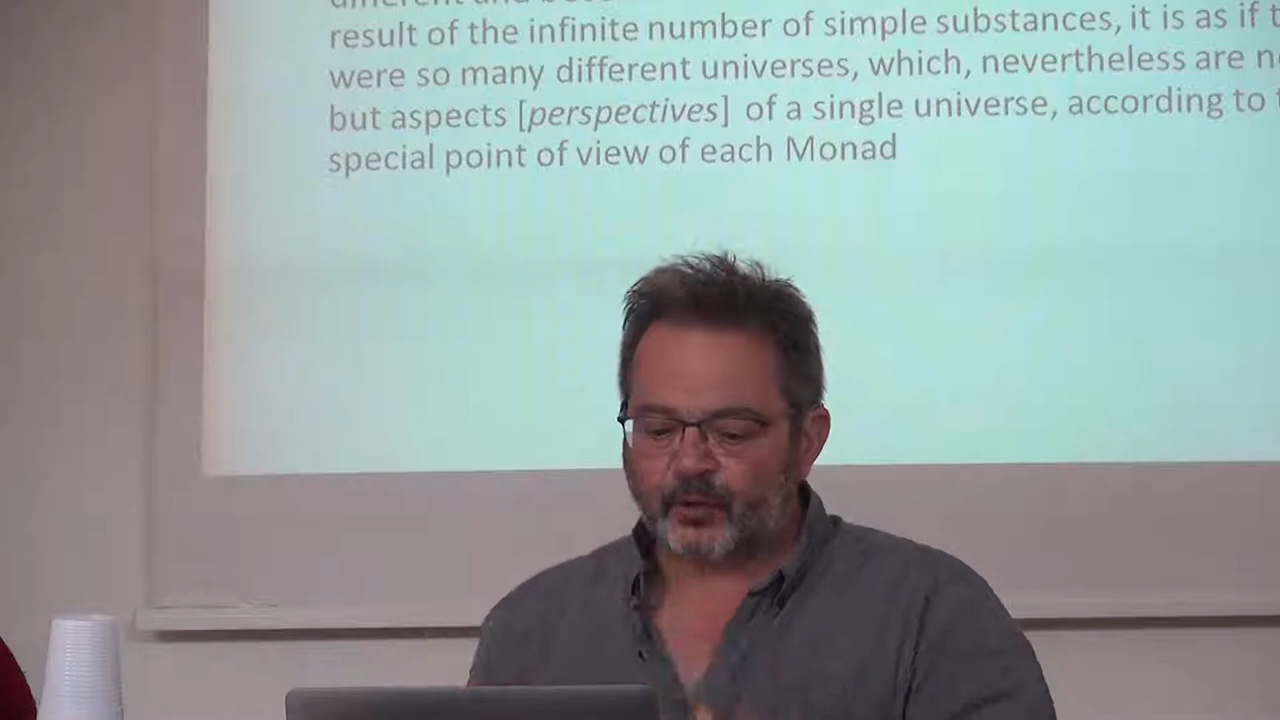 result of the infinite number of simple substances, it is as if
were so many different universes, which, nevertheless are
but aspects [perspectives] of a single universe, according to
special point of view of each Monad